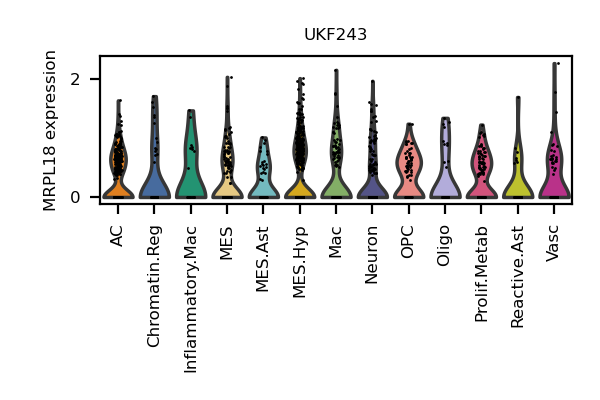 UKF243
MRPL18 expression
2
0
AC
Chromatin.Reg
Inflammatory.Mac
MES
MES.Ast
MES.Hyp
Mac
Neuron
OPC
Oligo
Prolif.Metab
Reactive.Ast
Vasc